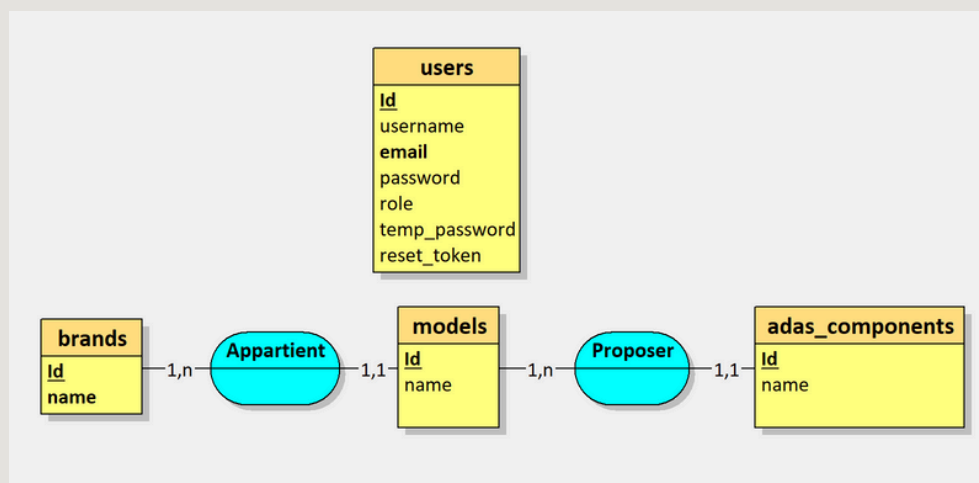 users
Id
username
email
password
role
temp_password
reset_token
brands
Id
name
1,n
Appartient
1,1
models
Id
name
1,n
Proposer
1,1
adas_components
Id
name